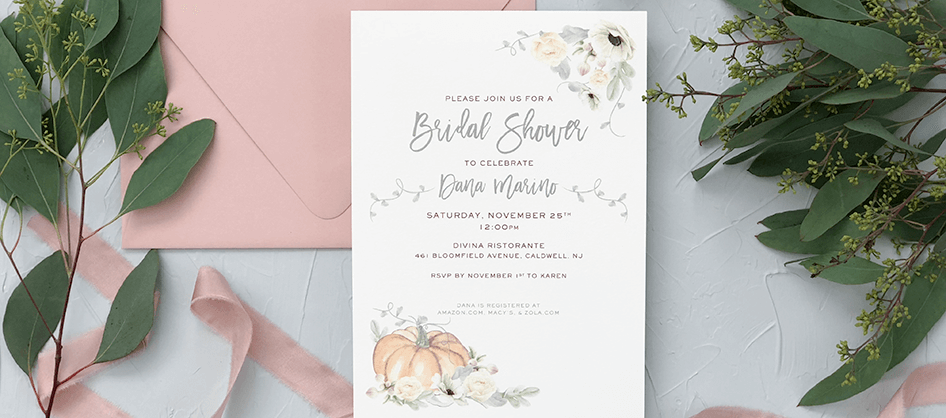 PLEASE JOIN US FOR A
Bridal Shower
TO CELEBRATE
Dana Marino
SATURDAY, NOVEMBER 25TH
12:00PM
DIVINA RISTORANTE
461 BLOOMFIELD AVENUE, CALDWELL, NJ
RSVP BY NOVEMBER 1ST TO KAREN
DANA IS REGISTERED AT
AMAZON.COM, MACY'S, & ZOLA.COM